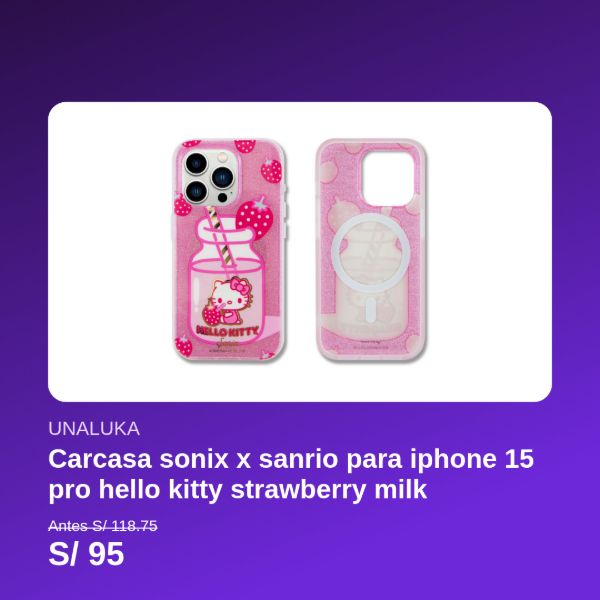 HELLO KITTY
UNALUKA
Carcasa sonix x sanrio para iphone 15
pro hello kitty strawberry milk
Antes S/ 118.75
S/ 95